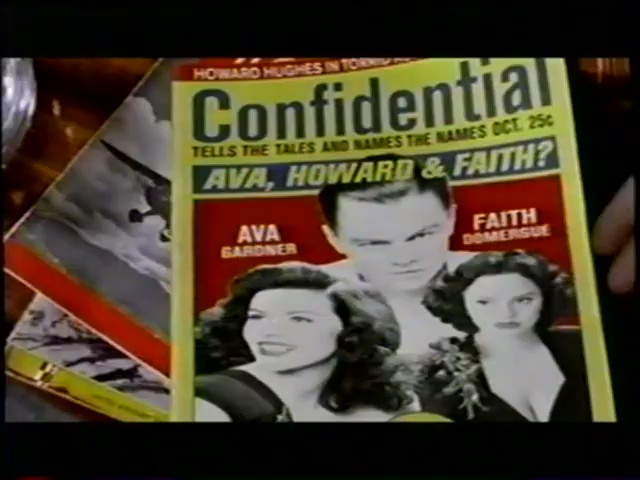 HOWARD HUGHES IN TORRID
Confidential
TELLS THE TALES AND NAMES THE NAMES OCT. 25¢
AVA, HOWARD & FAITH?
AVA
GARDNER
FAITH
DOMERGUE